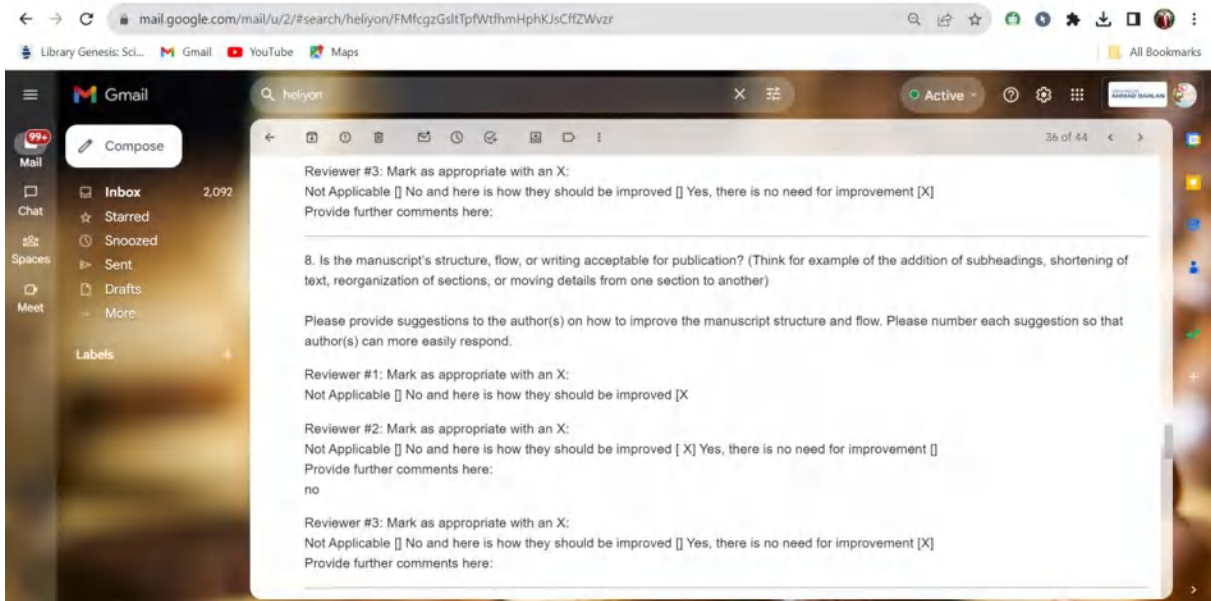 mail.google.com/mail/u/2/#search/heliyon/FMfcgzGsltTpfWtfhmHphKJsCffZWvzr
Library Genesis: Sci... Gmail YouTube Maps All Bookmarks
Gmail heliyon Active
99+
Mail Compose 36 of 44
Inbox 2,092
Chat Starred
Snoozed
Spaces Sent
Drafts
Meet More
Labels
Reviewer #3: Mark as appropriate with an X:
Not Applicable [] No and here is how they should be improved [] Yes, there is no need for improvement [X]
Provide further comments here:
8. Is the manuscript's structure, flow, or writing acceptable for publication? (Think for example of the addition of subheadings, shortening of
text, reorganization of sections, or moving details from one section to another)
Please provide suggestions to the author(s) on how to improve the manuscript structure and flow. Please number each suggestion so that
author(s) can more easily respond.
Reviewer #1: Mark as appropriate with an X:
Not Applicable [] No and here is how they should be improved [X
Reviewer #2: Mark as appropriate with an X:
Not Applicable [] No and here is how they should be improved [ X] Yes, there is no need for improvement []
Provide further comments here:
no
Reviewer #3: Mark as appropriate with an X:
Not Applicable [] No and here is how they should be improved [] Yes, there is no need for improvement [X]
Provide further comments here: